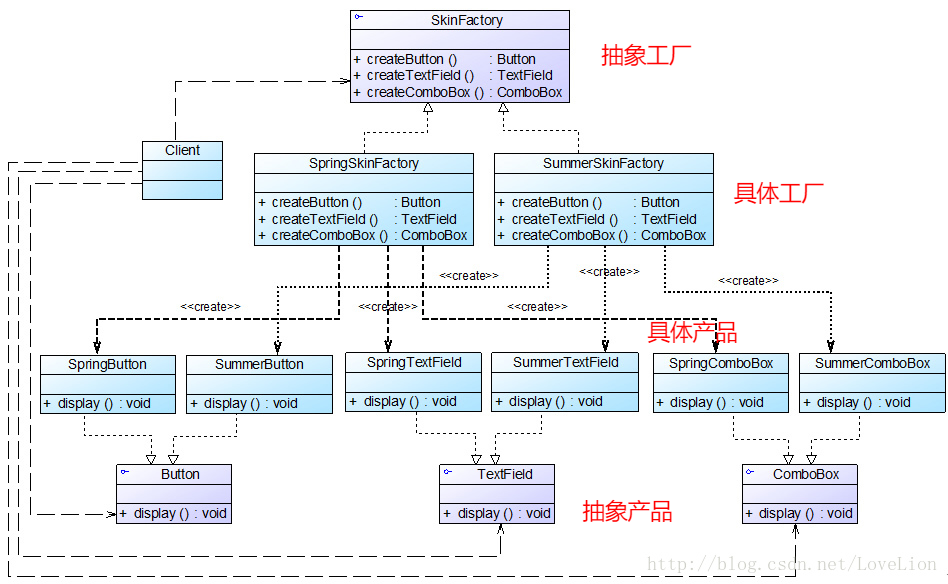 SkinFactory
+ createButton () : Button
+ createTextField () : TextField
+ createComboBox () : ComboBox
抽象工厂
Client
SpringSkinFactory
+ createButton () : Button
+ createTextField () : TextField
+ createComboBox () : ComboBox
SummerSkinFactory
+ createButton () : Button
+ createTextField () : TextField
+ createComboBox () : ComboBox
具体工厂
<<create>>
<<create>>
<<create>>
<<create>>
<<create>>
<<create>>
具体产品
SpringButton
+ display () : void
SummerButton
+ display () : void
SpringTextField
+ display () : void
SummerTextField
+ display () : void
SpringComboBox
+ display () : void
SummerComboBox
+ display () : void
Button
+ display () : void
TextField
+ display () : void
ComboBox
+ display () : void
抽象产品
http://blog.csdn.net/LoveLion